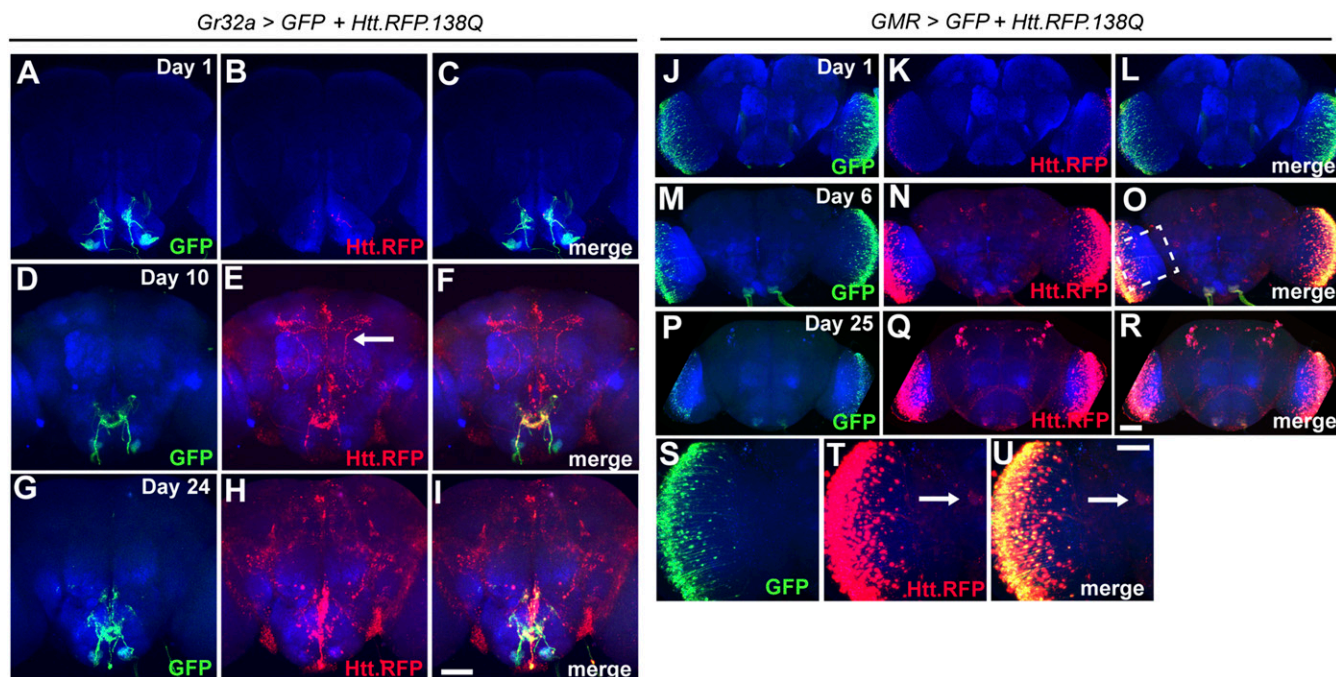 Gr32a > GFP + Htt.RFP.138Q
GMR > GFP + Htt.RFP.138Q
A Day 1 B C
GFP Htt.RFP merge
D Day 10 E F
GFP Htt.RFP merge
G Day 24 H I
GFP Htt.RFP merge
J Day 1 K L
GFP Htt.RFP merge
M Day 6 N O
GFP Htt.RFP merge
P Day 25 Q R
GFP Htt.RFP merge
S T U
GFP Htt.RFP merge